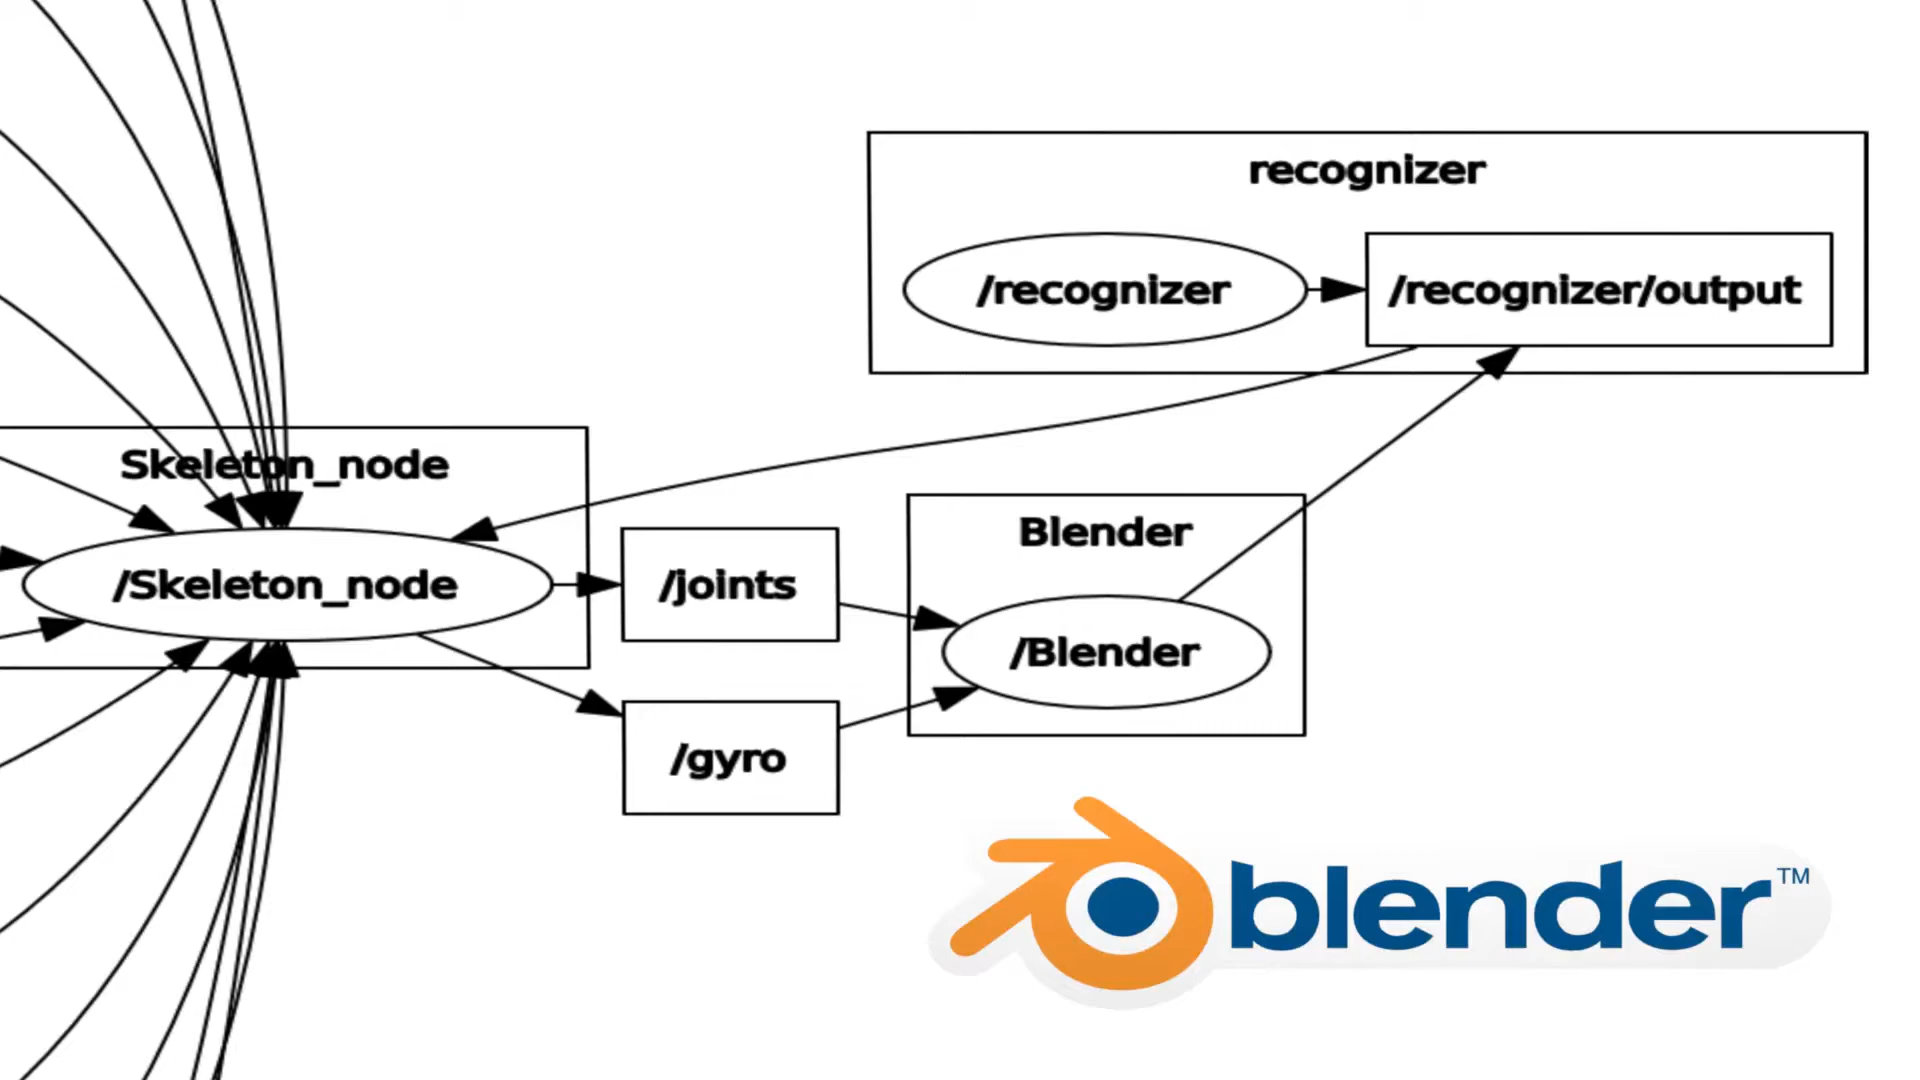 recognizer
/recognizer
/recognizer/output
Skeleton_node
/Skeleton_node
/joints
Blender
/Blender
/gyro
blender™